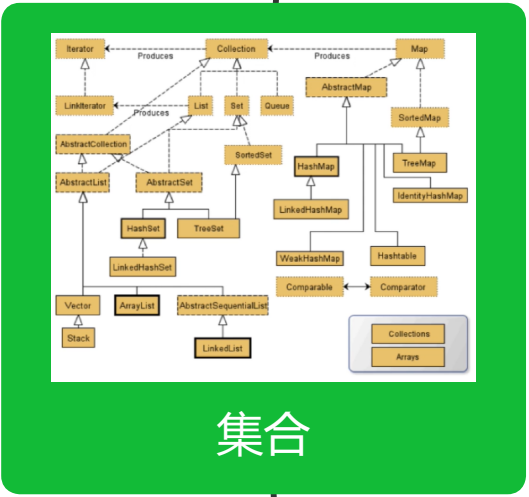 Iterator
Collection
Map
Produces
Produces
AbstractMap
LinkIterator
Produces
List
Set
Queue
SortedMap
AbstractCollection
SortedSet
TreeMap
HashMap
AbstractList
AbstractSet
IdentityHashMap
LinkedHashMap
HashSet
TreeSet
WeakHashMap
Hashtable
LinkedHashSet
Comparable
Comparator
Vector
ArrayList
AbstractSequentialList
Collections
Stack
LinkedList
Arrays
集合